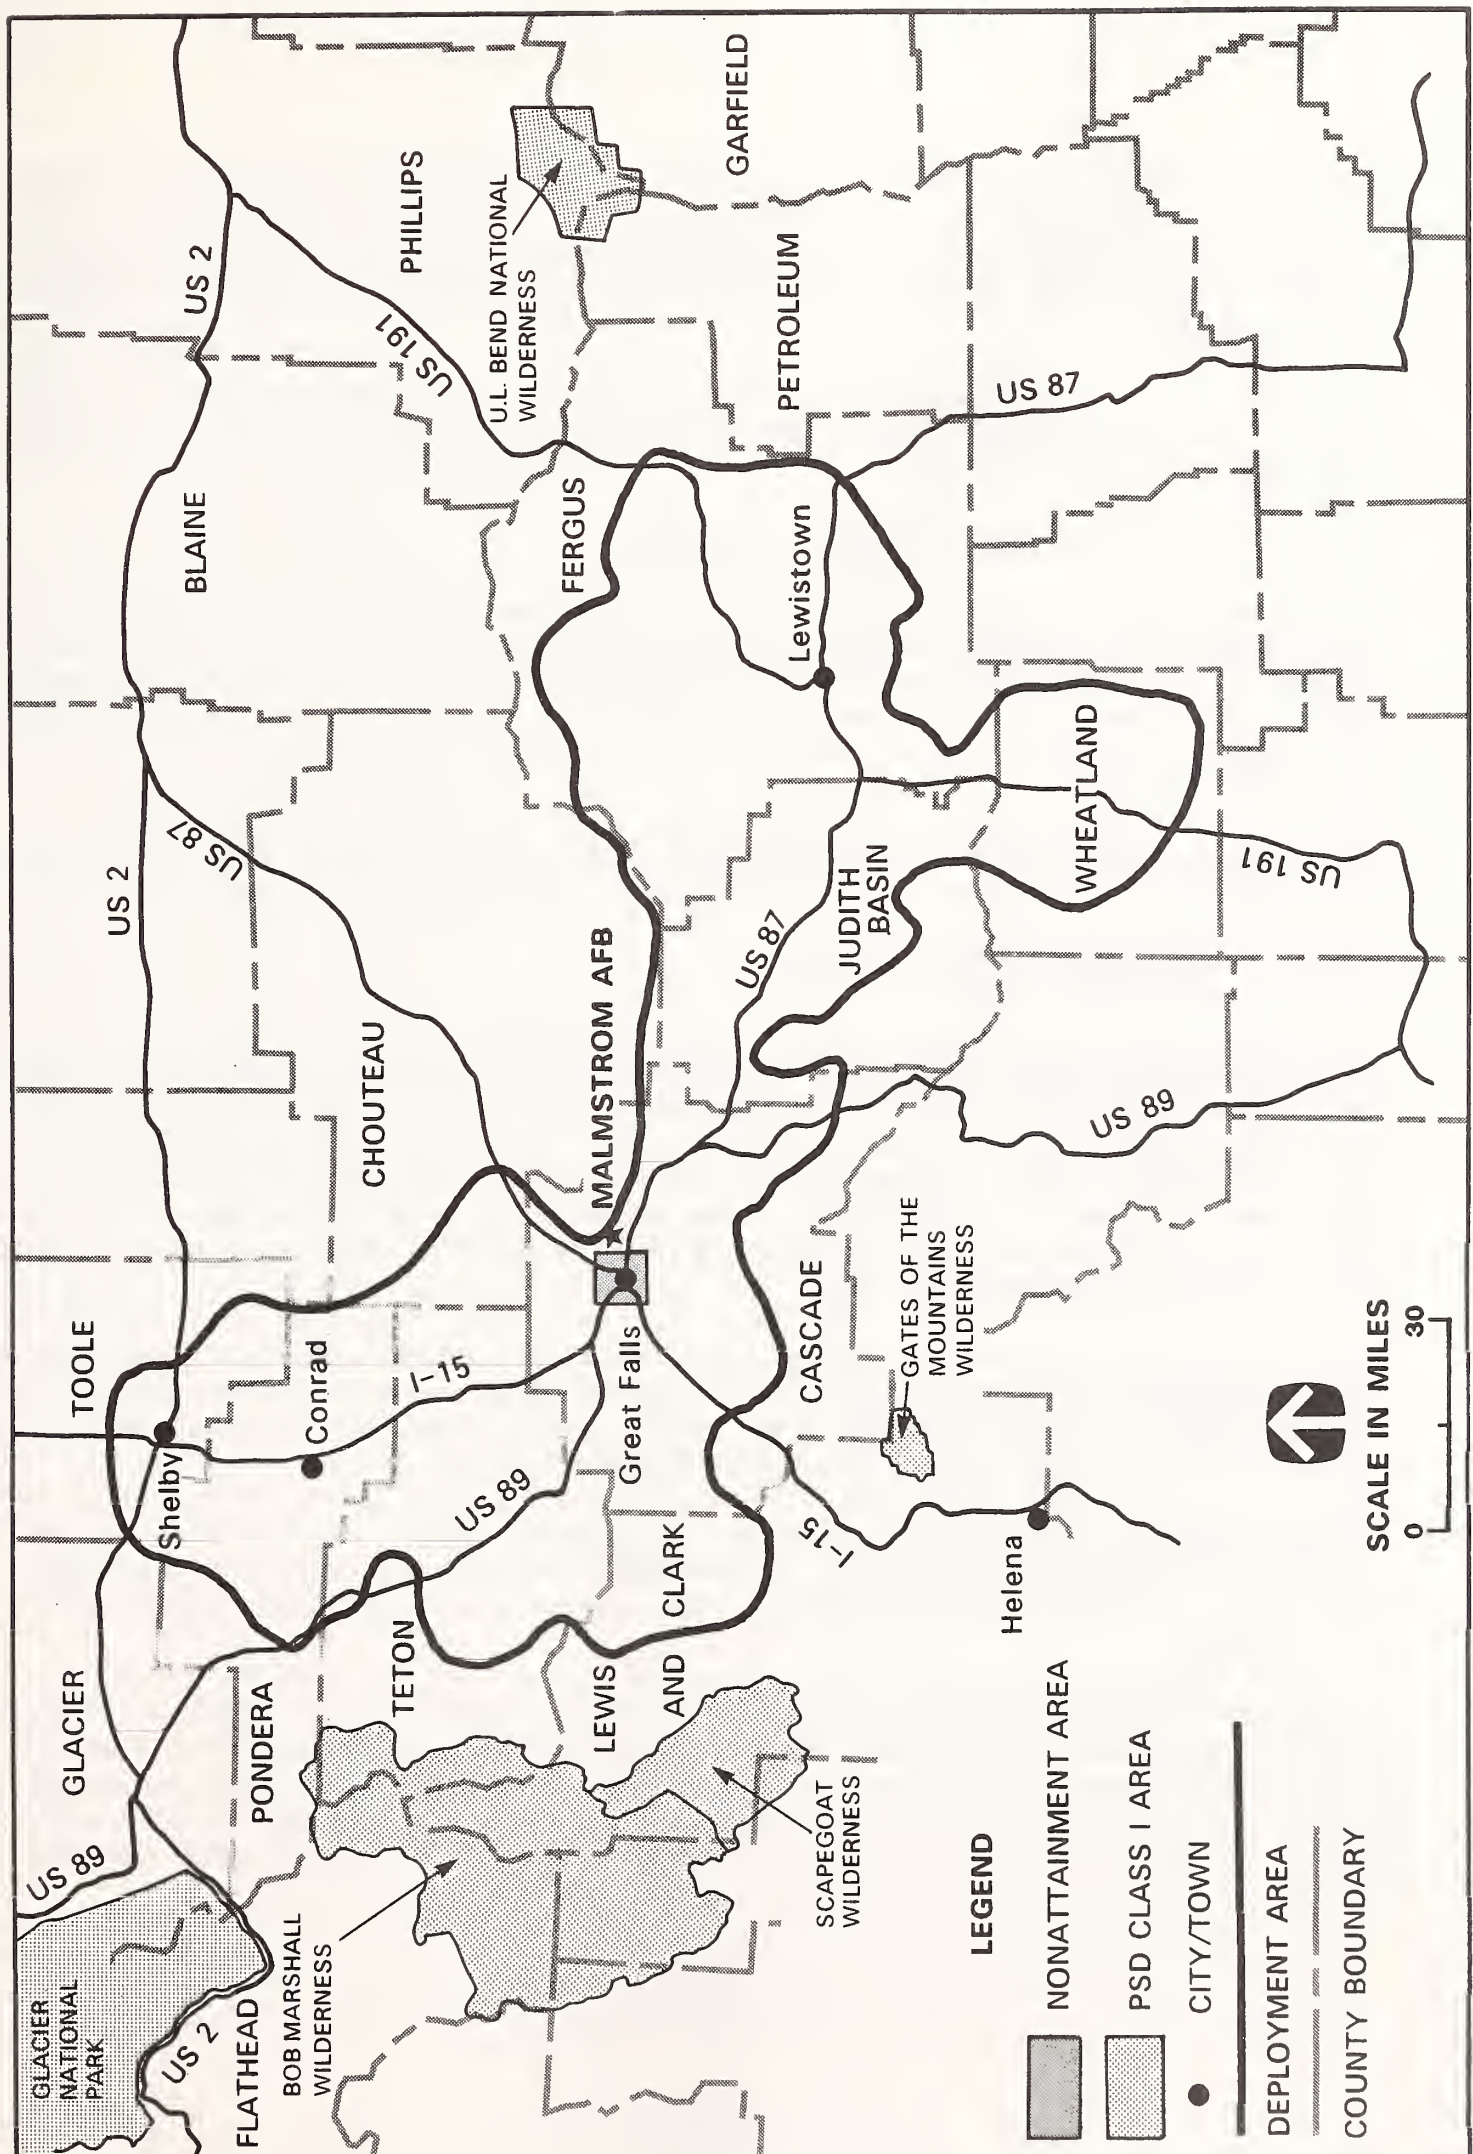 GLACIER
NATIONAL
PARK
US 89
GLACIER
TOOLE
US 2
BLAINE
US 2
US 2
FLATHEAD
PONDERA
Shelby
Conrad
US 87
PHILLIPS
US 191
BOB MARSHALL
WILDERNESS
TETON
US 89
I-15
CHOUTEAU
FERGUS
U.L. BEND NATIONAL
WILDERNESS
LEWIS
AND CLARK
Great Falls
MALMSTROM AFB
GARFIELD
PETROLEUM
Lewistown
US 87
SCAPEGOAT
WILDERNESS
I-15
CASCADE
JUDITH
BASIN
GATES OF THE
MOUNTAINS
WILDERNESS
Helena
US 89
WHEATLAND
US 87
US 191
LEGEND
NONATTAINMENT AREA
PSD CLASS I AREA
CITY/TOWN
DEPLOYMENT AREA
COUNTY BOUNDARY
SCALE IN MILES
0 30